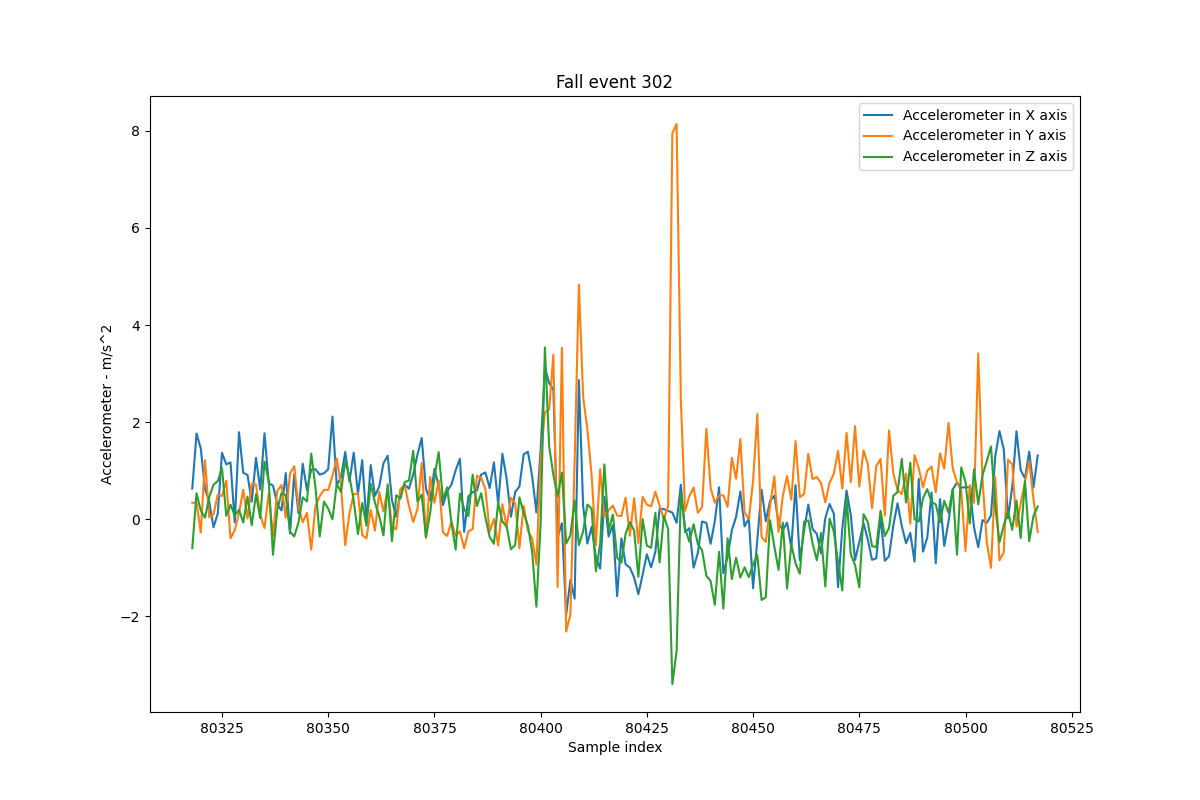 Fall event 302
Accelerometer in X axis
Accelerometer in Y axis
Accelerometer in Z axis
Accelerometer - m/s^2
8
6
4
2
0
−2
80325 80350 80375 80400 80425 80450 80475 80500 80525
Sample index